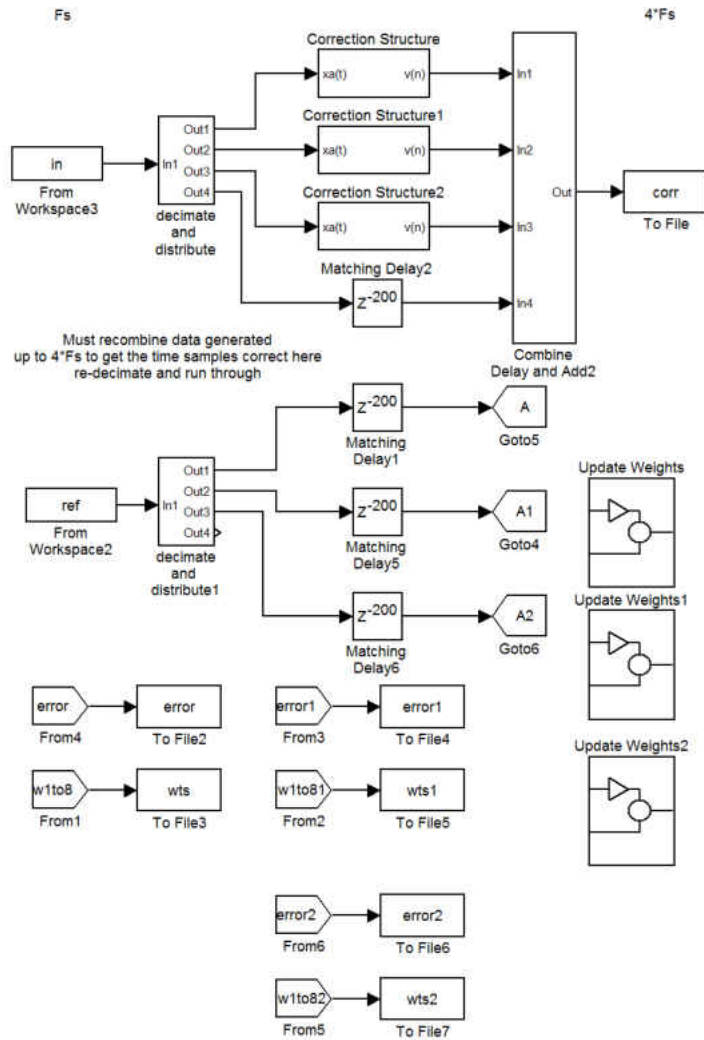 Fs
4*Fs
Correction Structure
xa(t)
v(n)
Correction Structure1
xa(t)
v(n)
Correction Structure2
xa(t)
v(n)
Matching Delay2
Z-200
in
From
Workspace3
In1
Out1
Out2
Out3
Out4
decimate
and
distribute
In1
In2
In3
In4
Out
Combine
Delay and Add2
corr
To File
Must recombine data generated
up to 4*Fs to get the time samples correct here
re-decimate and run through
ref
From
Workspace2
In1
Out1
Out2
Out3
Out4
decimate
and
distribute1
Z-200
Matching
Delay1
A
Goto5
Z-200
Matching
Delay5
A1
Goto4
Z-200
Matching
Delay6
A2
Goto6
Update Weights
Update Weights1
Update Weights2
error
From4
error
To File2
error1
From3
error1
To File4
w1to8
From1
wts
To File3
w1to81
From2
wts1
To File5
error2
From6
error2
To File6
w1to82
From5
wts2
To File7